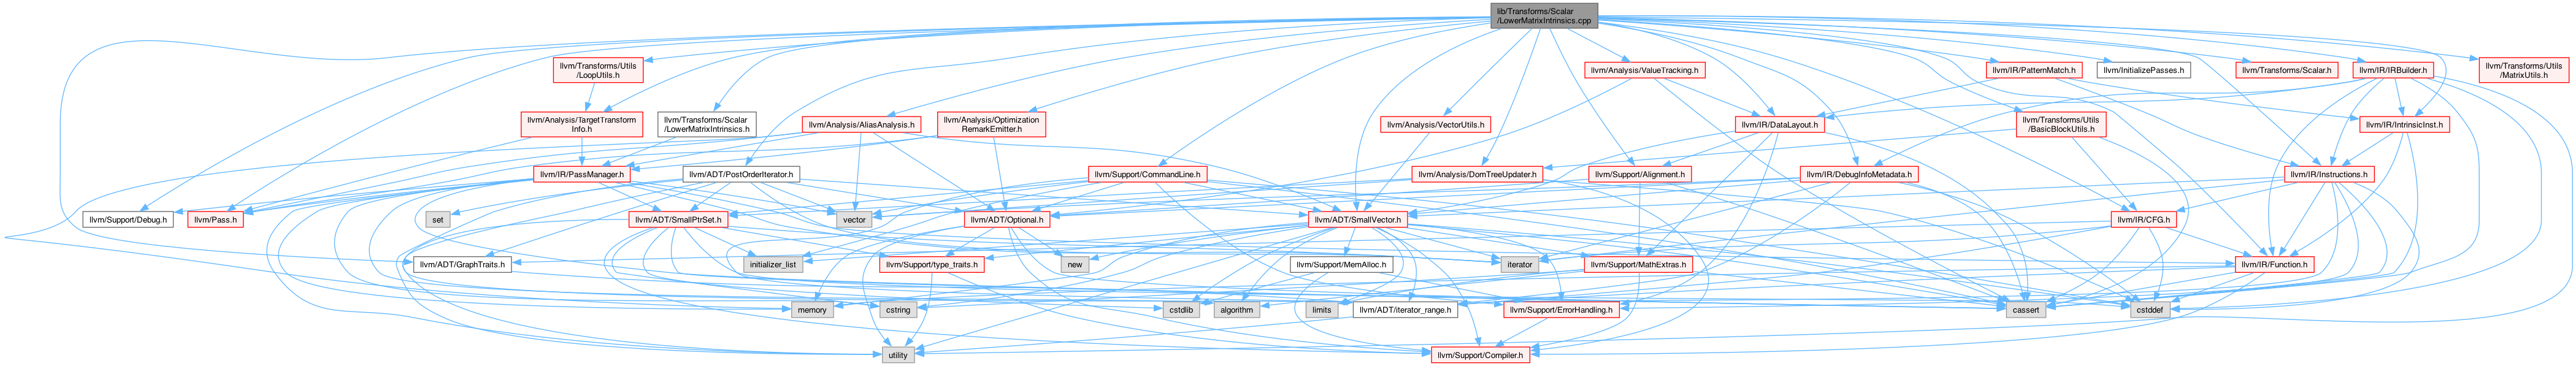 lib/Transforms/Scalar
/LowerMatrixIntrinsics.cpp
llvm/Transforms/Utils
/LoopUtils.h
llvm/Analysis/ValueTracking.h
llvm/IR/PatternMatch.h
llvm/InitializePasses.h
llvm/Transforms/Scalar.h
llvm/IR/IRBuilder.h
llvm/Transforms/Utils
/MatrixUtils.h
llvm/Analysis/TargetTransform
Info.h
llvm/Transforms/Scalar
/LowerMatrixIntrinsics.h
llvm/Analysis/AliasAnalysis.h
llvm/Analysis/Optimization
RemarkEmitter.h
llvm/Analysis/VectorUtils.h
llvm/IR/DataLayout.h
llvm/Transforms/Utils
/BasicBlockUtils.h
llvm/IR/IntrinsicInst.h
llvm/IR/PassManager.h
llvm/ADT/PostOrderIterator.h
llvm/Support/CommandLine.h
llvm/Analysis/DomTreeUpdater.h
llvm/Support/Alignment.h
llvm/IR/DebugInfoMetadata.h
llvm/IR/Instructions.h
llvm/Support/Debug.h
llvm/Pass.h
set
llvm/ADT/SmallPtrSet.h
vector
llvm/ADT/Optional.h
llvm/ADT/SmallVector.h
llvm/IR/CFG.h
llvm/ADT/GraphTraits.h
initializer_list
llvm/Support/type_traits.h
new
llvm/Support/MemAlloc.h
llvm/Support/MathExtras.h
iterator
llvm/IR/Function.h
memory
cstring
cstdlib
algorithm
limits
llvm/ADT/iterator_range.h
llvm/Support/ErrorHandling.h
cassert
cstddef
utility
llvm/Support/Compiler.h